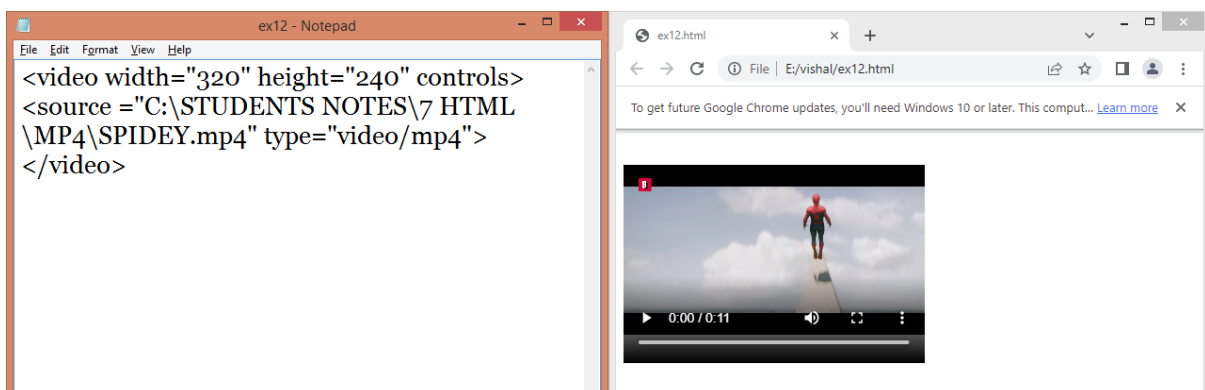 ex12 - Notepad
File Edit Format View Help
<video width="320" height="240" controls>
<source ="C:\STUDENTS NOTES\7 HTML
\MP4\SPIDEY.mp4" type="video/mp4">
</video>
ex12.html
File | E:/vishal/ex12.html
To get future Google Chrome updates, you'll need Windows 10 or later. This comput... Learn more
B
0:00 / 0:11